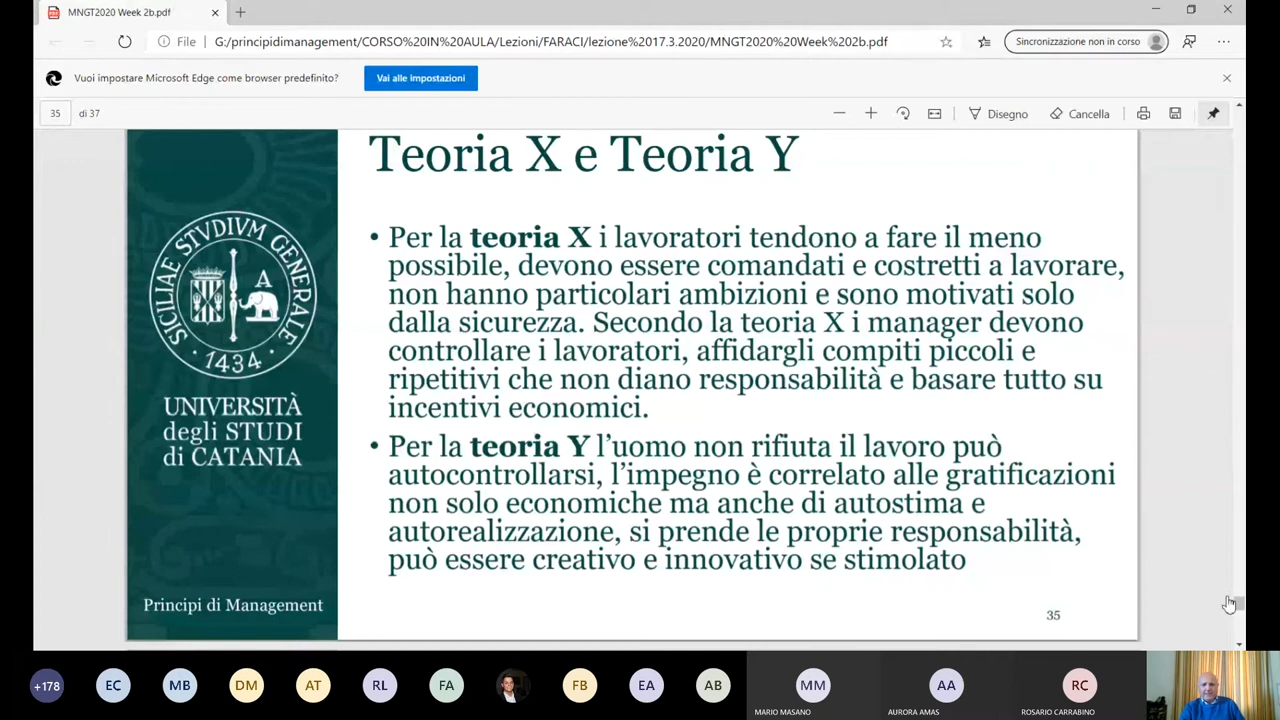 MNGT2020 Week 2b.pdf
File G:/principidimanagement/CORSO%20IN%20AULA/Lezioni/FARACI/lezione%2017.3.2020/MNGT2020%20Week%202b.pdf
Sincronizzazione non in corso
Vuoi impostare Microsoft Edge come browser predefinito?
Vai alle impostazioni
35 di 37
Disegno
Cancella
Teoria X e Teoria Y
• Per la teoria X i lavoratori tendono a fare il meno
possibile, devono essere comandati e costretti a lavorare,
non hanno particolari ambizioni e sono motivati solo
dalla sicurezza. Secondo la teoria X i manager devono
controllare i lavoratori, affidargli compiti piccoli e
ripetitivi che non diano responsabilità e basare tutto su
incentivi economici.
• Per la teoria Y l’uomo non rifiuta il lavoro può
autocontrollarsi, l’impegno è correlato alle gratificazioni
non solo economiche ma anche di autostima e
autorealizzazione, si prende le proprie responsabilità,
può essere creativo e innovativo se stimolato
SICILIAE STVDIVM GENERALE
A
· 1434 ·
UNIVERSITÀ
degli STUDI
di CATANIA
Principi di Management
35
+178
EC
MB
DM
AT
RL
FA
FB
EA
AB
MM
MARIO MASANO
AA
AURORA AMAS
RC
ROSARIO CARRABINO